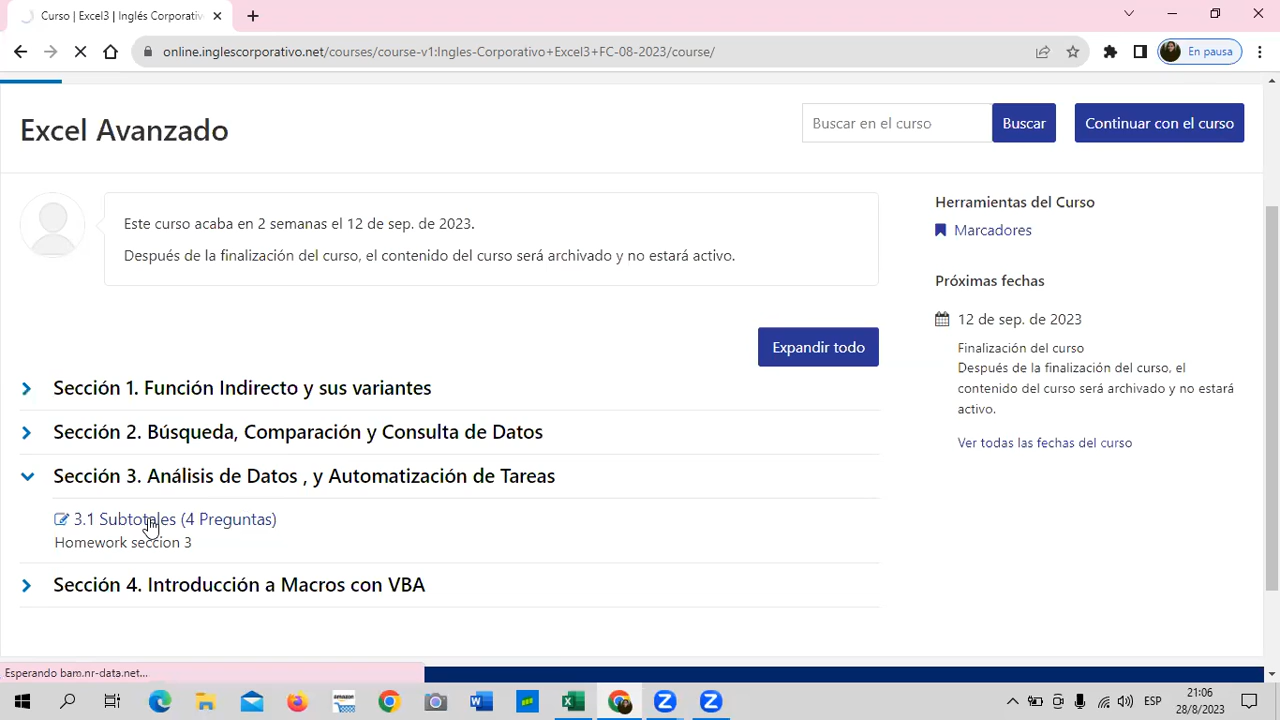 Curso | Excel3 | Inglés Corporativ
online.inglescorporativo.net/courses/course-v1:Ingles-Corporativo+Excel3+FC-08-2023/course/
En pausa
Excel Avanzado
Buscar en el curso
Buscar
Continuar con el curso
Este curso acaba en 2 semanas el 12 de sep. de 2023.
Después de la finalización del curso, el contenido del curso será archivado y no estará activo.
Herramientas del Curso
Marcadores
Próximas fechas
12 de sep. de 2023
Finalización del curso
Después de la finalización del curso, el
contenido del curso será archivado y no estará
activo.
Ver todas las fechas del curso
Expandir todo
Sección 1. Función Indirecto y sus variantes
Sección 2. Búsqueda, Comparación y Consulta de Datos
Sección 3. Análisis de Datos , y Automatización de Tareas
3.1 Subtotales (4 Preguntas)
Homework sección 3
Sección 4. Introducción a Macros con VBA
Esperando bam.nr-data.net...
amazon
ESP
21:06
28/8/2023